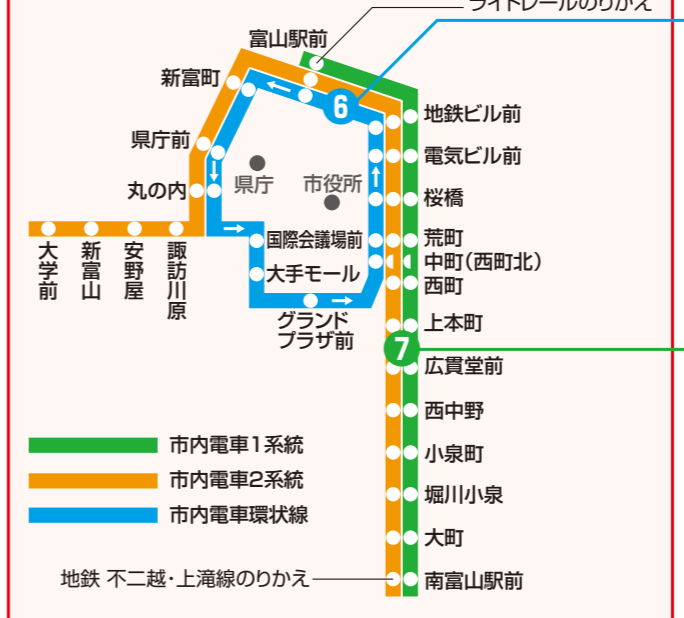 ライトレールのりかえ
富山駅前
新富町
6
地鉄ビル前
県庁前
電気ビル前
県庁
市役所
丸の内
桜橋
大学前
新富山
安野屋
諏訪川原
国際会議場前
荒町
大手モール
中町(西町北)
西町
グランド
プラザ前
上本町
7
広貫堂前
西中野
市内電車1系統
小泉町
市内電車2系統
堀川小泉
市内電車環状線
大町
地鉄 不二越・上滝線のりかえ
南富山駅前